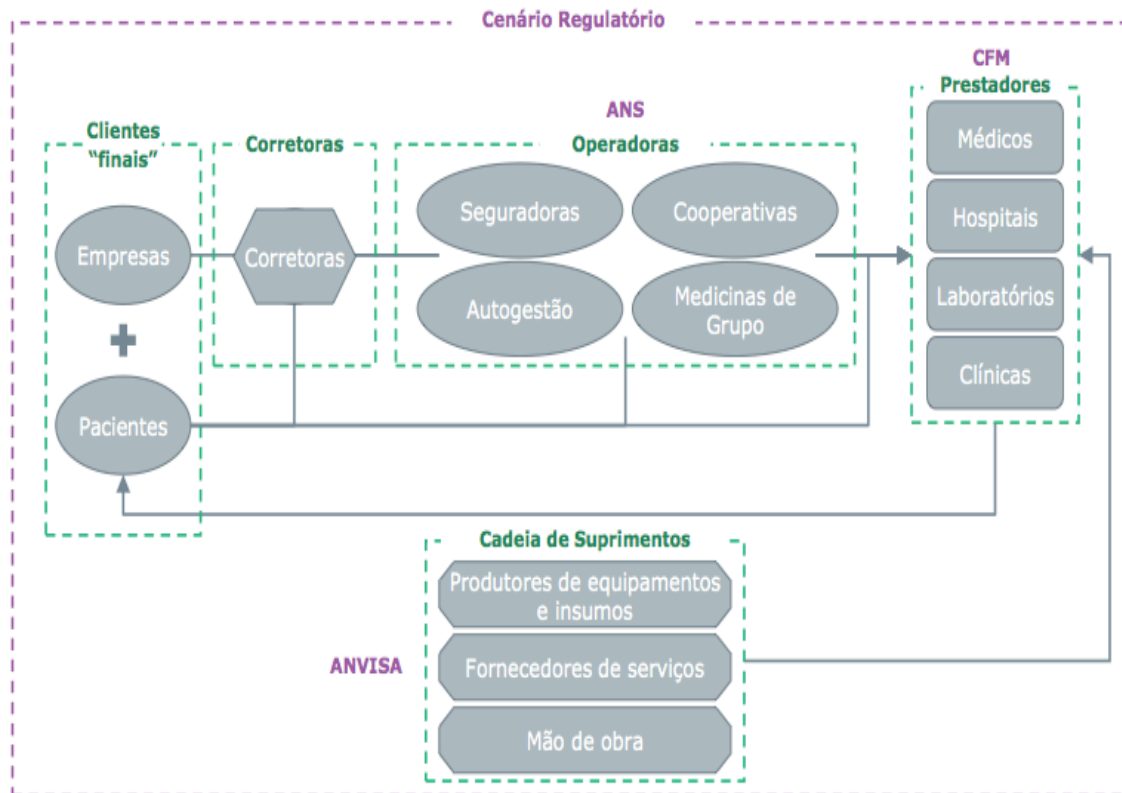 Cenário Regulatório
CFM
Prestadores
ANS
Operadoras
Clientes
"finais"
Corretoras
Médicos
Seguradoras
Cooperativas
Hospitais
Empresas
Corretoras
Autogestão
Medicinas de
Grupo
Laboratórios
Pacientes
Clínicas
Cadeia de Suprimentos
Produtores de equipamentos
e insumos
ANVISA
Fornecedores de serviços
Mão de obra